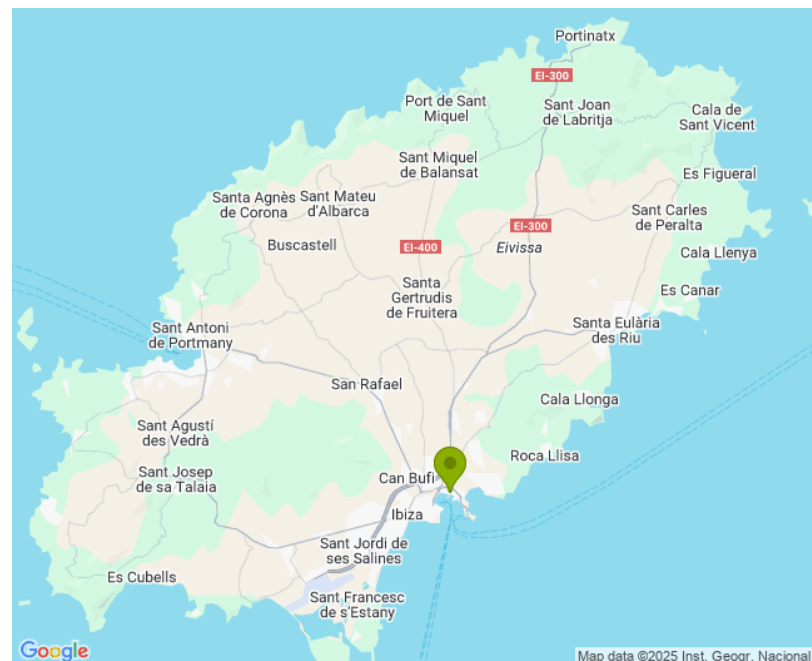 Portinatx
EI-300
Port de Sant
Miquel
Sant Joan
de Labritja
Cala de
Sant Vicent
Sant Miquel
de Balansat
Es Figueral
Santa Agnès
de Corona
Sant Mateu
d'Albarca
Sant Carles
de Peralta
EI-300
Buscastell
EI-400
Eivissa
Cala Llenya
Santa
Gertrudis
de Fruitera
Es Canar
Sant Antoni
de Portmany
Santa Eulària
des Riu
San Rafael
Cala Llonga
Sant Agustí
des Vedrà
Roca Llisa
Sant Josep
de sa Talaia
Can Bufí
Ibiza
Sant Jordi de
ses Salines
Es Cubells
Sant Francesc
de s'Estany
Google
Map data ©2025 Inst. Geogr. Nacional